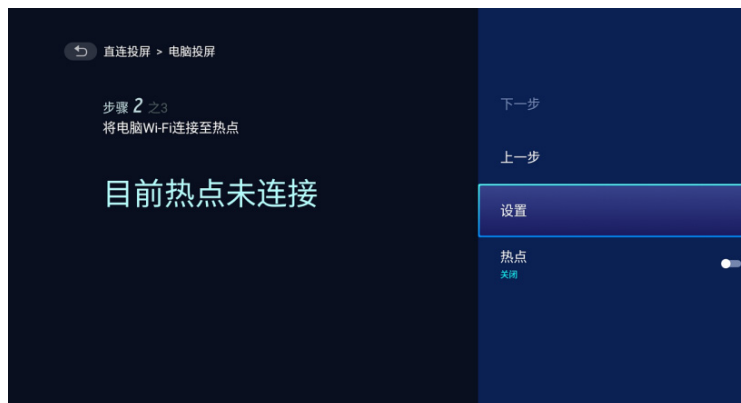 直连投屏 > 电脑投屏
步骤 2 之3
将电脑Wi-Fi连接至热点
目前热点未连接
下一步
上一步
设置
热点
关闭